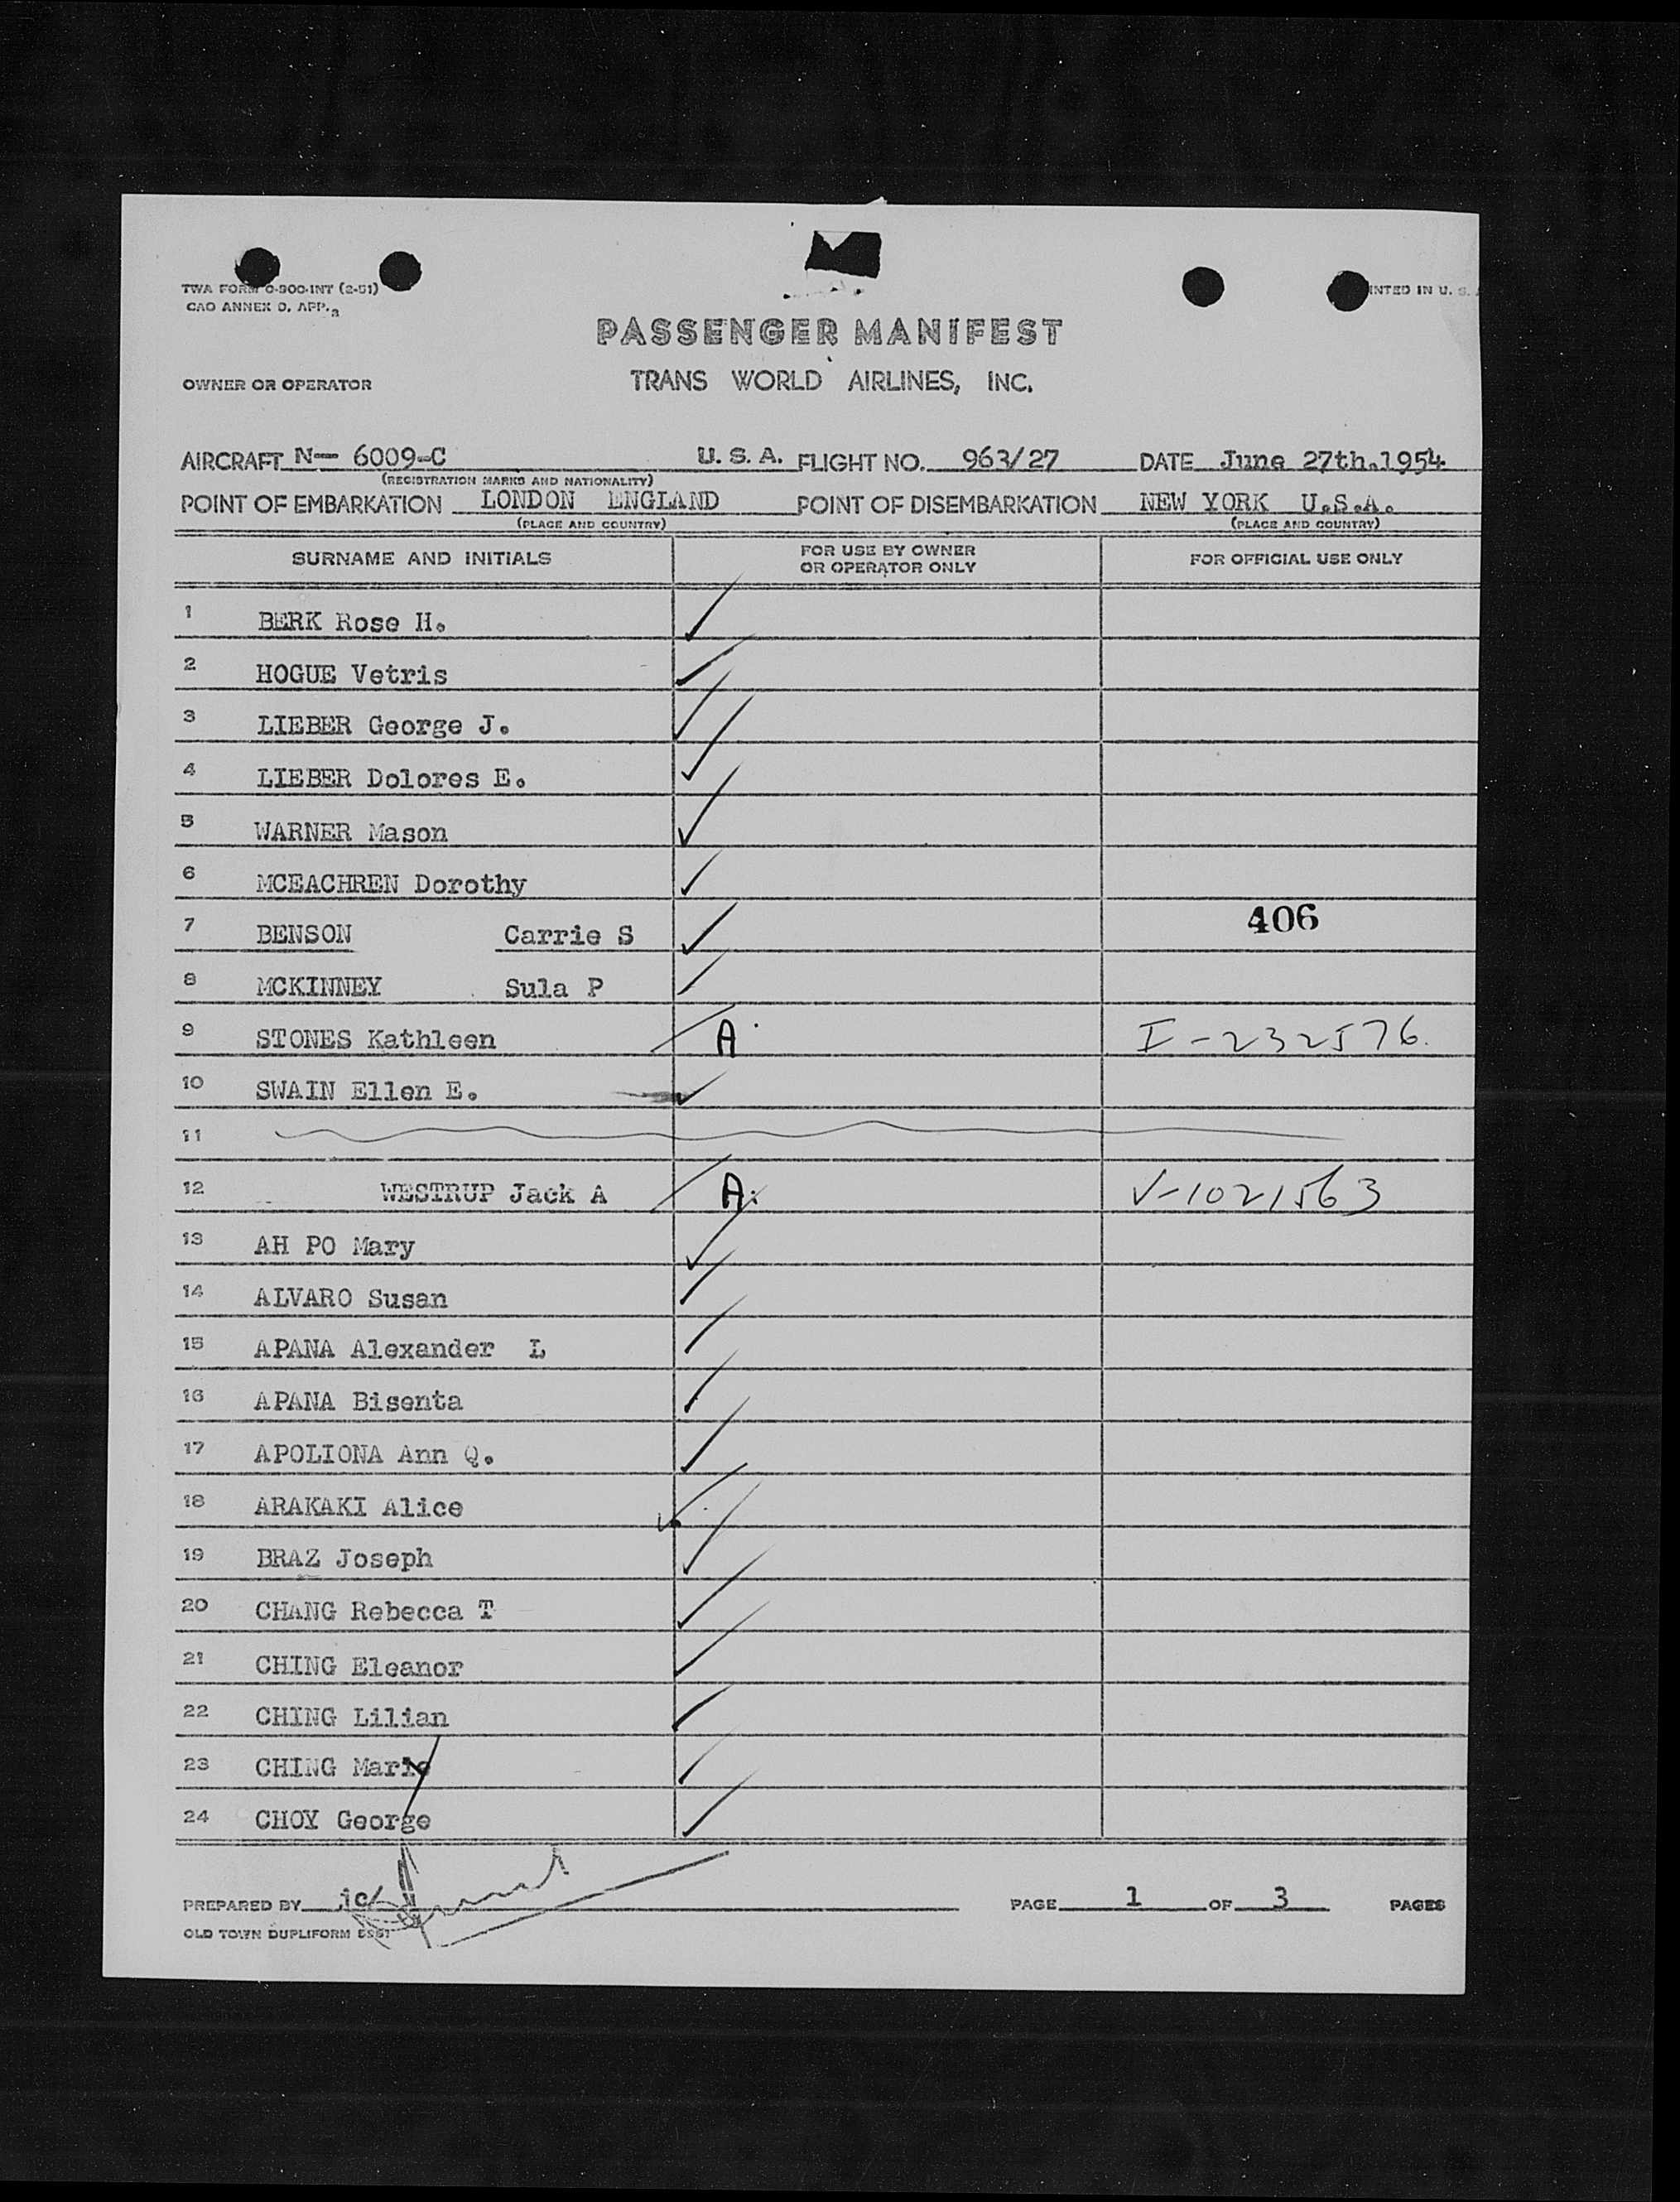 TWA FORM O-900-INT (2-51)
CAO ANNEX O, APP. 2
INTED IN U. S.
PASSENGER MANIFEST
OWNER OR OPERATOR TRANS WORLD AIRLINES, INC.
AIRCRAFT N— 6009-C U. S. A. FLIGHT NO. 963/27 DATE June 27th.1954
(REGISTRATION MARKS AND NATIONALITY)
POINT OF EMBARKATION LONDON ENGLAND POINT OF DISEMBARKATION NEW YORK U.S.A.
(PLACE AND COUNTRY) (PLACE AND COUNTRY)
SURNAME AND INITIALS FOR USE BY OWNER OR OPERATOR ONLY FOR OFFICIAL USE ONLY
1 BERK Rose H.
2 HOGUE Vetris
3 LIEBER George J.
4 LIEBER Dolores E.
5 WARNER Mason
6 MCEACHREN Dorothy
7 BENSON Carrie S 406
8 MCKINNEY Sula P
9 STONES Kathleen A I-232576.
10 SWAIN Ellen E.
11
12 WESTRUP Jack A A V-1021563
13 AH PO Mary
14 ALVARO Susan
15 APANA Alexander L
16 APANA Bisenta
17 APOLIONA Ann Q.
18 ARAKAKI Alice
19 BRAZ Joseph
20 CHANG Rebecca T
21 CHING Eleanor
22 CHING Lilian
23 CHING Marie
24 CHOY George
PREPARED BY jc/ PAGE 1 OF 3 PAGES
OLD TOWN DUPLIFORM